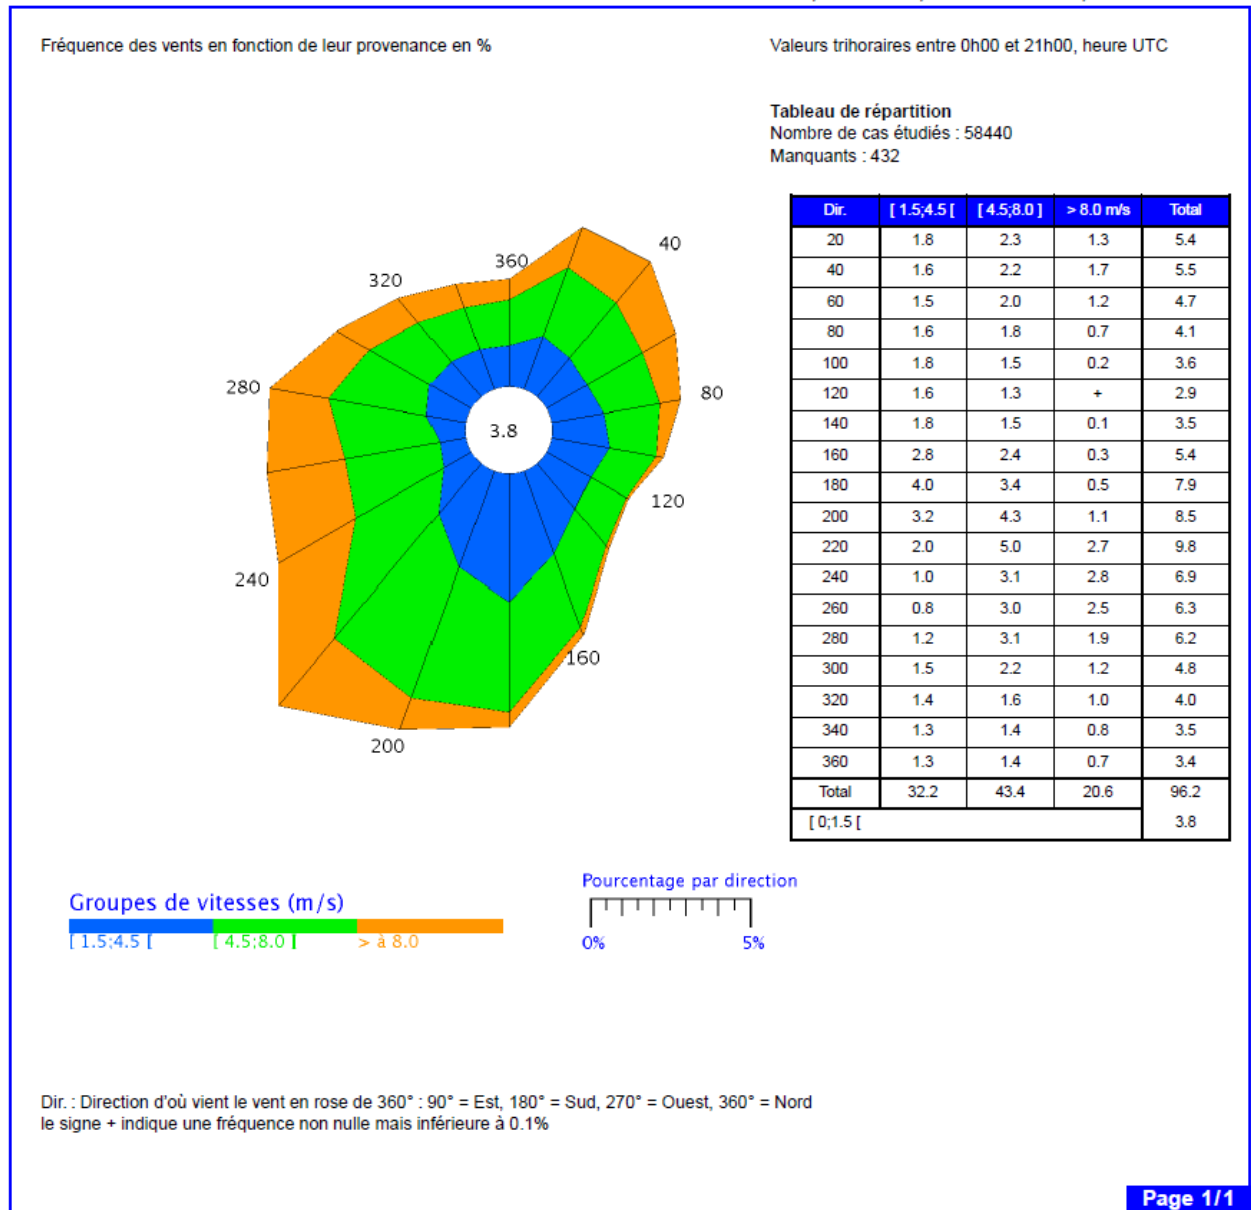 Fréquence des vents en fonction de leur provenance en %
Valeurs trihoraires entre 0h00 et 21h00, heure UTC
Tableau de répartition
Nombre de cas étudiés : 58440
Manquants : 432
Dir. [ 1.5;4.5 [ [ 4.5;8.0 ] > 8.0 m/s Total
20 1.8 2.3 1.3 5.4
40 1.6 2.2 1.7 5.5
60 1.5 2.0 1.2 4.7
80 1.6 1.8 0.7 4.1
100 1.8 1.5 0.2 3.6
120 1.6 1.3 + 2.9
140 1.8 1.5 0.1 3.5
160 2.8 2.4 0.3 5.4
180 4.0 3.4 0.5 7.9
200 3.2 4.3 1.1 8.5
220 2.0 5.0 2.7 9.8
240 1.0 3.1 2.8 6.9
260 0.8 3.0 2.5 6.3
280 1.2 3.1 1.9 6.2
300 1.5 2.2 1.2 4.8
320 1.4 1.6 1.0 4.0
340 1.3 1.4 0.8 3.5
360 1.3 1.4 0.7 3.4
Total 32.2 43.4 20.6 96.2
[ 0;1.5 [ 3.8
360
40
80
120
160
200
240
280
320
3.8
Groupes de vitesses (m/s)
[ 1.5;4.5 [ [ 4.5;8.0 ] > à 8.0
Pourcentage par direction
0% 5%
Dir. : Direction d'où vient le vent en rose de 360° : 90° = Est, 180° = Sud, 270° = Ouest, 360° = Nord
le signe + indique une fréquence non nulle mais inférieure à 0.1%
Page 1/1